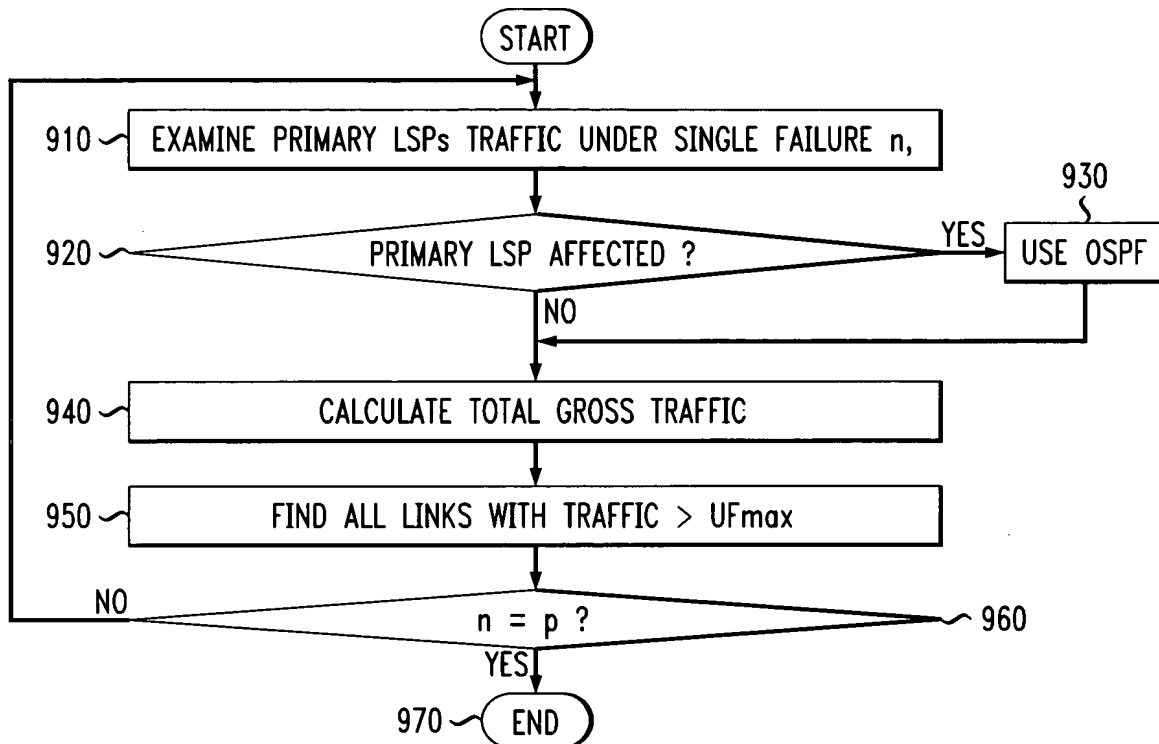 START
910
EXAMINE PRIMARY LSPs TRAFFIC UNDER SINGLE FAILURE n,
930
920
PRIMARY LSP AFFECTED ?
YES
USE OSPF
NO
940
CALCULATE TOTAL GROSS TRAFFIC
950
FIND ALL LINKS WITH TRAFFIC > UFmax
NO
n = p ?
960
YES
970
END